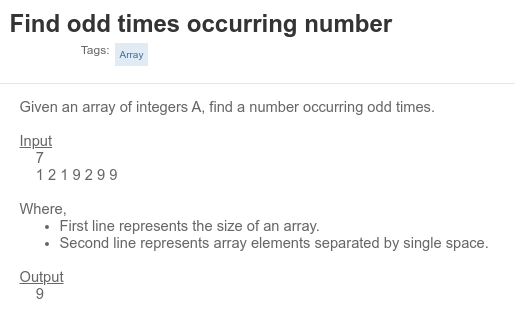 Find odd times occurring number
Tags: Array
Given an array of integers A, find a number occurring odd times.
Input
7
1 2 1 9 2 9 9
Where,
• First line represents the size of an array.
• Second line represents array elements separated by single space.
Output
9